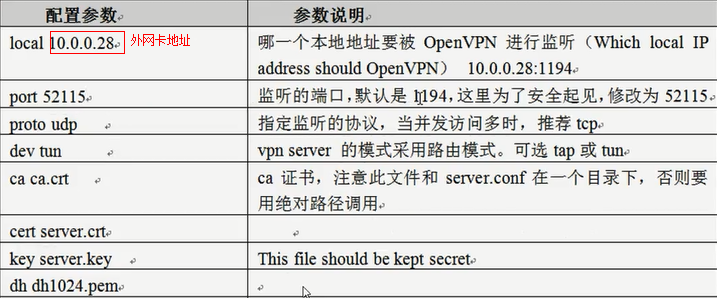 配置参数 参数说明
local 10.0.0.28 外网卡地址 哪一个本地地址要被 OpenVPN 进行监听（Which local IP
address should OpenVPN） 10.0.0.28:1194
port 52115 监听的端口，默认是 1194，这里为了安全起见，修改为 52115
proto udp 指定监听的协议，当并发访问多时，推荐 tcp
dev tun vpn server 的模式采用路由模式。可选 tap 或 tun
ca ca.crt ca 证书，注意此文件和 server.conf 在一个目录下，否则要
用绝对路径调用
cert server.crt
key server.key This file should be kept secret
dh dh1024.pem